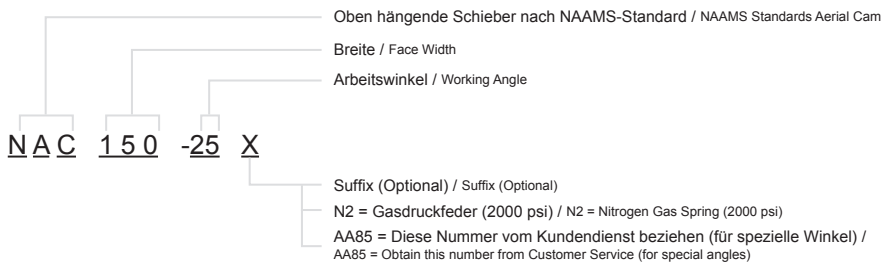 Oben hängende Schieber nach NAAMS-Standard / NAAMS Standards Aerial Cam
Breite / Face Width
Arbeitswinkel / Working Angle
NAC 150 -25 X
Suffix (Optional) / Suffix (Optional)
N2 = Gasdruckfeder (2000 psi) / N2 = Nitrogen Gas Spring (2000 psi)
AA85 = Diese Nummer vom Kundendienst beziehen (für spezielle Winkel) /
AA85 = Obtain this number from Customer Service (for special angles)